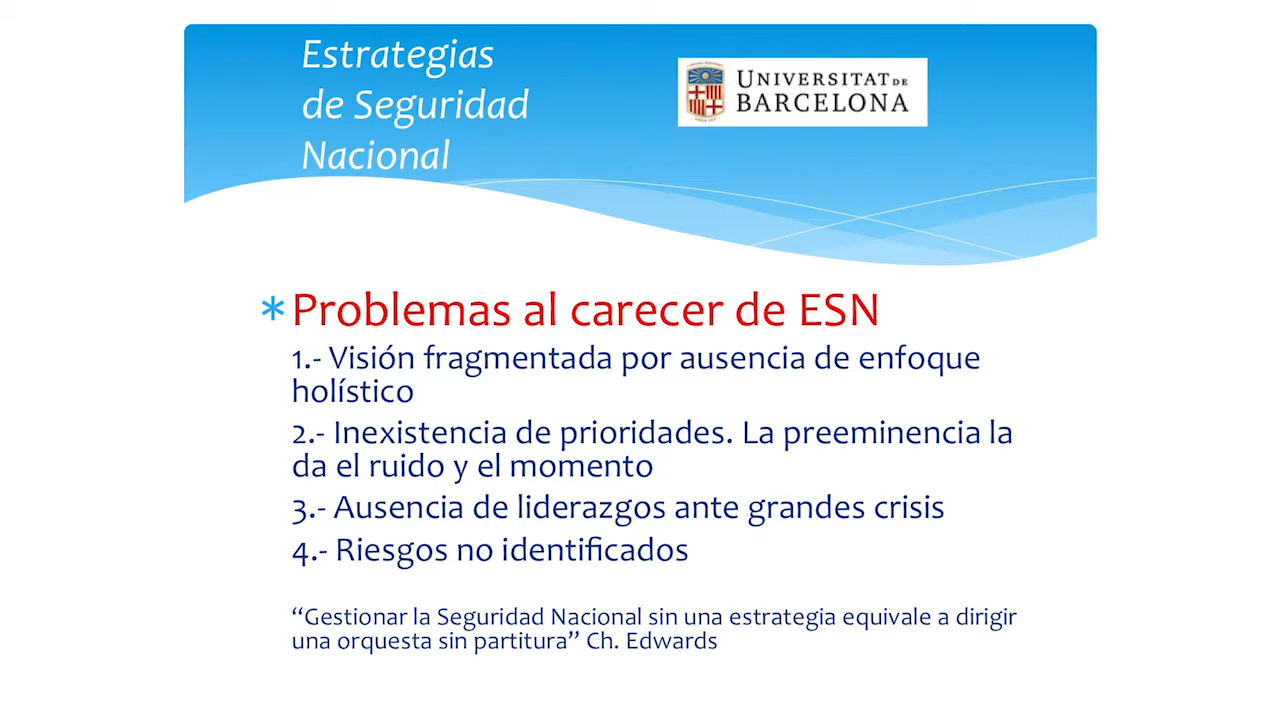 Estrategias
de Seguridad
Nacional
UNIVERSITAT DE
BARCELONA
*Problemas al carecer de ESN
1.- Visión fragmentada por ausencia de enfoque
holístico
2.- Inexistencia de prioridades. La preeminencia la
da el ruido y el momento
3.- Ausencia de liderazgos ante grandes crisis
4.- Riesgos no identificados
“Gestionar la Seguridad Nacional sin una estrategia equivale a dirigir
una orquesta sin partitura” Ch. Edwards